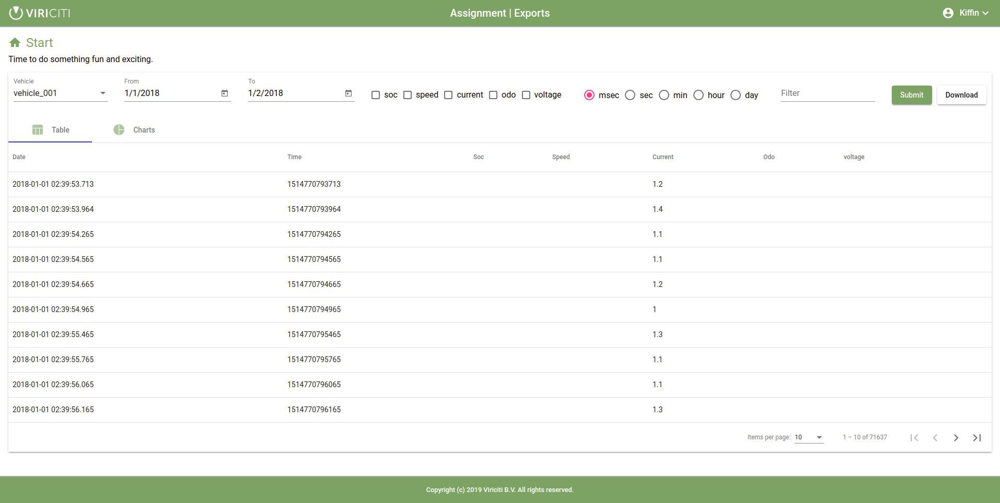 VIRICITI
Assignment | Exports
Kiffin
Start
Time to do something fun and exciting.
Vehicle From To
vehicle_001 1/1/2018 1/2/2018 soc speed current odo voltage msec sec min hour day Filter Submit Download
Table Charts
Date Time Soc Speed Current Odo voltage
2018-01-01 02:39:53.713 1514770793713 1.2
2018-01-01 02:39:53.964 1514770793964 1.4
2018-01-01 02:39:54.265 1514770794265 1.1
2018-01-01 02:39:54.565 1514770794565 1.1
2018-01-01 02:39:54.665 1514770794665 1.2
2018-01-01 02:39:54.965 1514770794965 1
2018-01-01 02:39:55.465 1514770795465 1.3
2018-01-01 02:39:55.765 1514770795765 1.1
2018-01-01 02:39:56.065 1514770796065 1.1
2018-01-01 02:39:56.165 1514770796165 1.3
Items per page: 10 1 – 10 of 71637
Copyright (c) 2019 Viriciti B.V. All rights reserved.